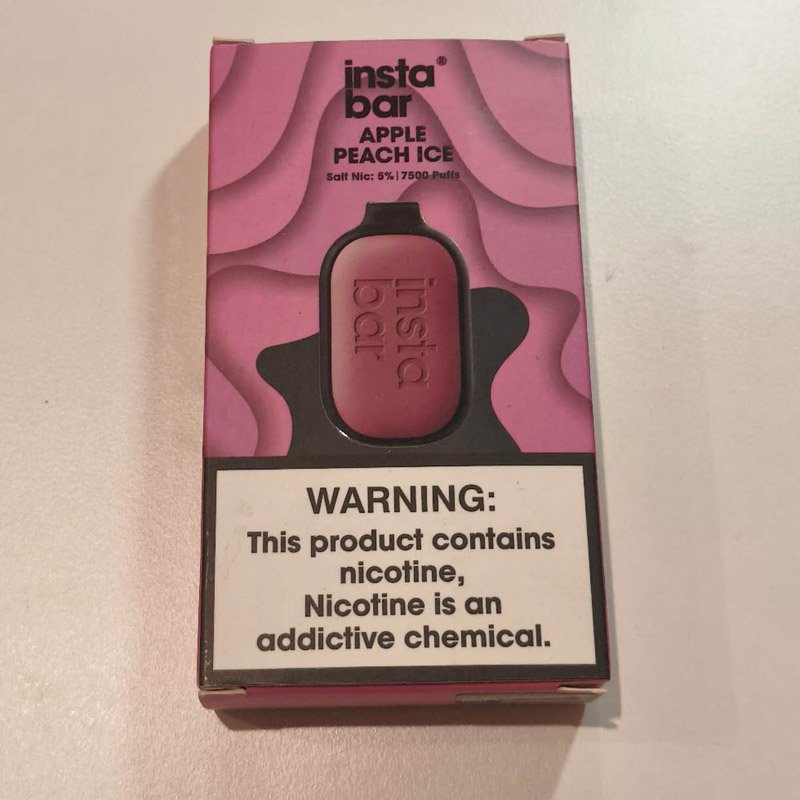 insta®
bar
APPLE
PEACH ICE
Salt Nic: 5% | 7500 Puffs
insta
bar
WARNING:
This product contains
nicotine,
Nicotine is an
addictive chemical.